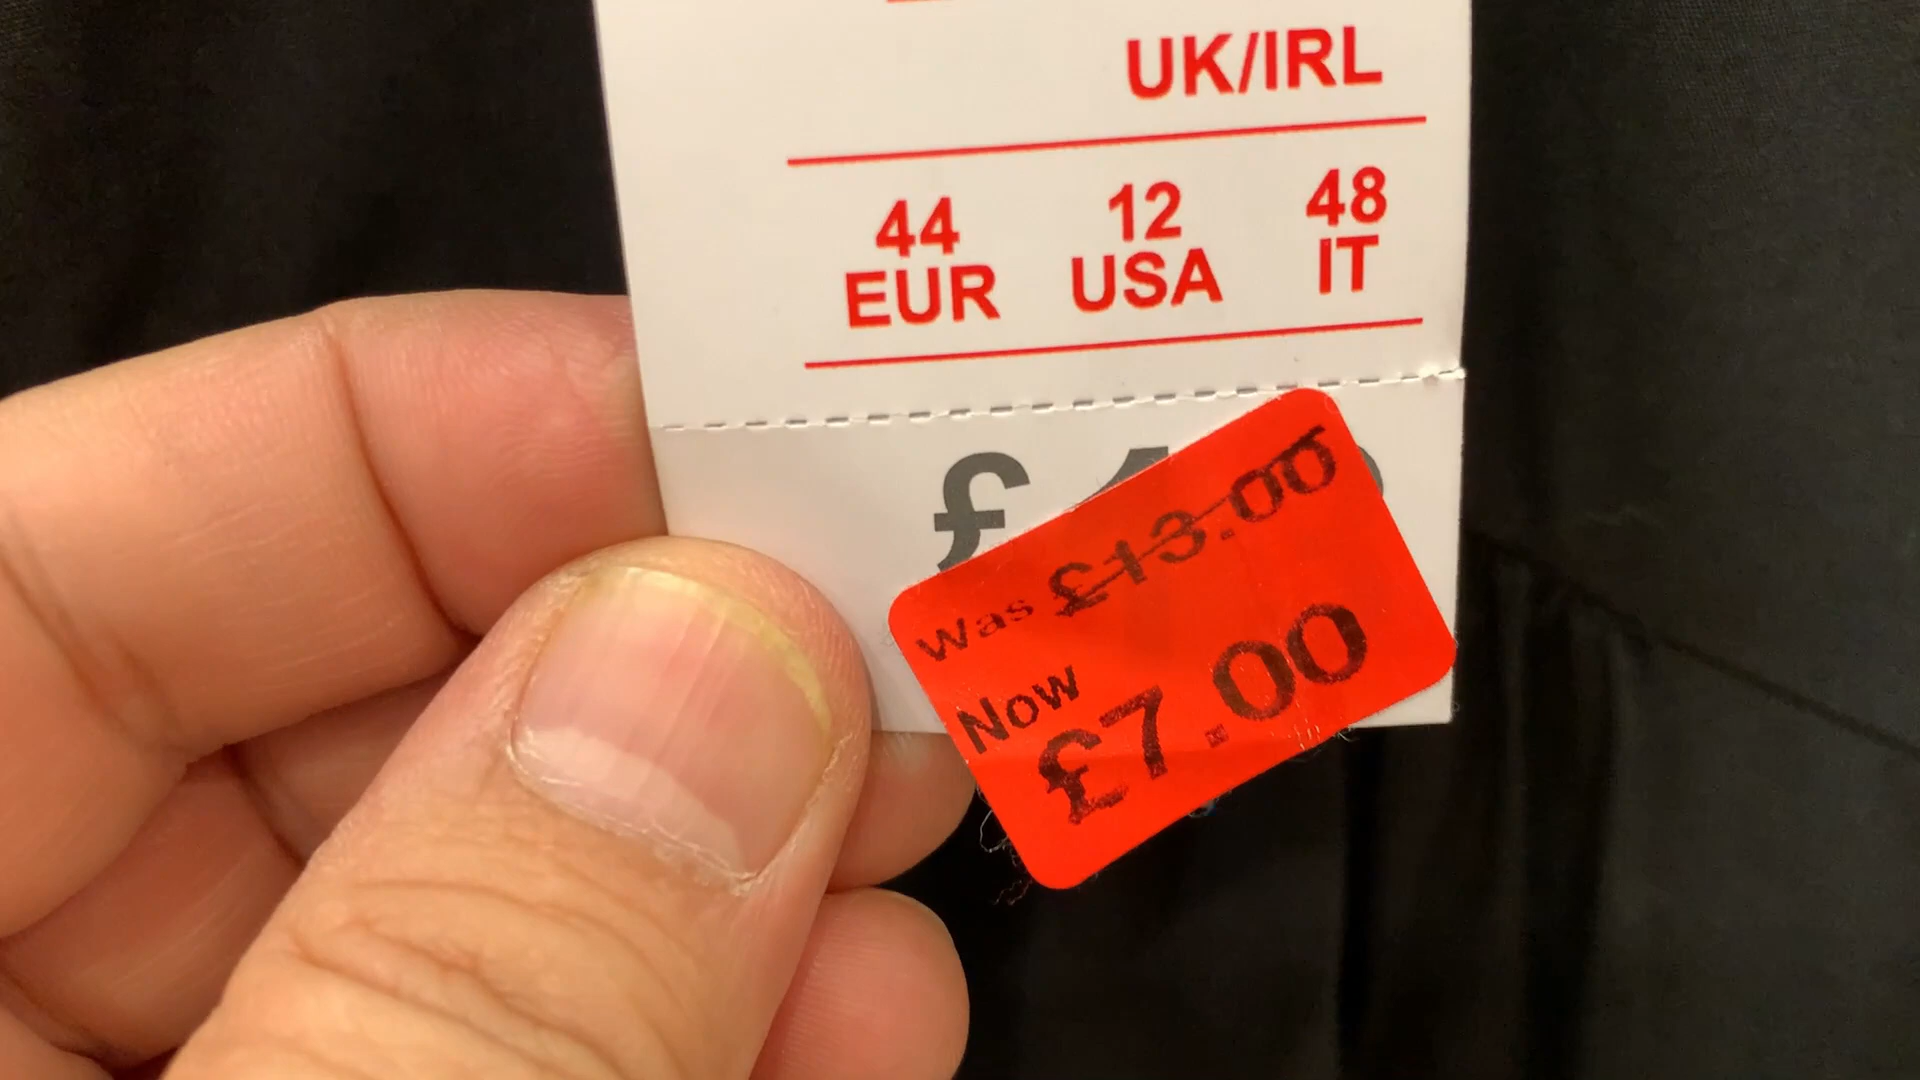 UK/IRL
44 12 48
EUR USA IT
£
Was £13.00
Now
£7.00